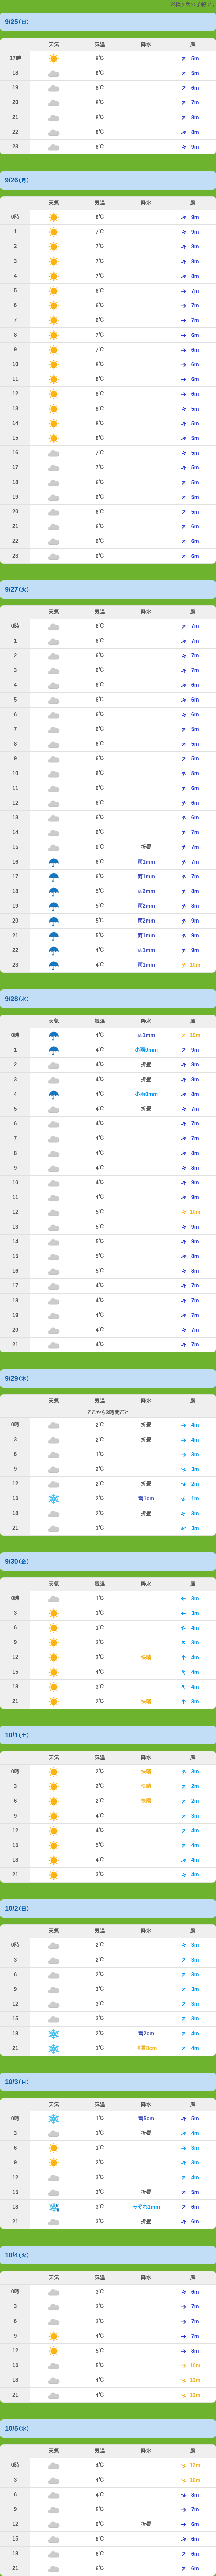 9/25(日)
天気 気温 降水 風
17時 9℃ 5m
18 8℃ 5m
19 8℃ 6m
20 8℃ 7m
21 8℃ 8m
22 8℃ 8m
23 8℃ 9m
9/26(月)
天気 気温 降水 風
0時 8℃ 9m
1 7℃ 9m
2 7℃ 8m
3 7℃ 8m
4 7℃ 8m
5 6℃ 7m
6 6℃ 7m
7 6℃ 7m
8 7℃ 6m
9 7℃ 6m
10 8℃ 6m
11 8℃ 6m
12 8℃ 6m
13 8℃ 5m
14 8℃ 5m
15 8℃ 5m
16 7℃ 5m
17 7℃ 5m
18 6℃ 5m
19 6℃ 5m
20 6℃ 5m
21 6℃ 6m
22 6℃ 6m
23 6℃ 6m
9/27(火)
天気 気温 降水 風
0時 6℃ 7m
1 6℃ 7m
2 6℃ 7m
3 6℃ 7m
4 6℃ 6m
5 6℃ 6m
6 6℃ 6m
7 6℃ 5m
8 6℃ 5m
9 6℃ 5m
10 6℃ 5m
11 6℃ 6m
12 6℃ 6m
13 6℃ 6m
14 6℃ 7m
15 6℃ 折曇 7m
16 6℃ 雨1mm 7m
17 6℃ 雨1mm 7m
18 5℃ 雨2mm 8m
19 5℃ 雨2mm 8m
20 5℃ 雨2mm 9m
21 5℃ 雨1mm 9m
22 4℃ 雨1mm 9m
23 4℃ 雨1mm 10m
9/28(水)
天気 気温 降水 風
0時 4℃ 雨1mm 10m
1 4℃ 小雨0mm 9m
2 4℃ 折曇 8m
3 4℃ 折曇 8m
4 4℃ 小雨0mm 8m
5 4℃ 折曇 7m
6 4℃ 7m
7 4℃ 7m
8 4℃ 8m
9 4℃ 8m
10 4℃ 9m
11 4℃ 9m
12 5℃ 10m
13 5℃ 9m
14 5℃ 9m
15 5℃ 8m
16 5℃ 8m
17 4℃ 7m
18 4℃ 7m
19 4℃ 7m
20 4℃ 7m
21 4℃ 7m
9/29(木)
天気 気温 降水 風
ここから3時間ごと
0時 2℃ 折曇 4m
3 2℃ 折曇 4m
6 1℃ 3m
9 2℃ 3m
12 2℃ 折曇 2m
15 2℃ 雪1cm 1m
18 2℃ 折曇 3m
21 1℃ 3m
9/30(金)
天気 気温 降水 風
0時 1℃ 3m
3 1℃ 3m
6 1℃ 4m
9 3℃ 3m
12 3℃ 快晴 4m
15 4℃ 4m
18 3℃ 4m
21 2℃ 快晴 3m
10/1(土)
天気 気温 降水 風
0時 2℃ 快晴 3m
3 2℃ 快晴 2m
6 2℃ 快晴 2m
9 4℃ 3m
12 4℃ 4m
15 5℃ 4m
18 4℃ 4m
21 3℃ 4m
10/2(日)
天気 気温 降水 風
0時 2℃ 3m
3 2℃ 3m
6 2℃ 3m
9 3℃ 3m
12 3℃ 3m
15 3℃ 3m
18 2℃ 雪2cm 4m
21 1℃ 強雪8cm 4m
10/3(月)
天気 気温 降水 風
0時 1℃ 雪5cm 5m
3 1℃ 折曇 4m
6 1℃ 3m
9 2℃ 3m
12 3℃ 4m
15 3℃ 折曇 5m
18 3℃ みぞれ1mm 6m
21 3℃ 折曇 6m
10/4(火)
天気 気温 降水 風
0時 3℃ 6m
3 3℃ 7m
6 3℃ 7m
9 4℃ 7m
12 5℃ 8m
15 5℃ 10m
18 4℃ 12m
21 4℃ 12m
10/5(水)
天気 気温 降水 風
0時 4℃ 12m
3 4℃ 10m
6 4℃ 8m
9 5℃ 7m
12 6℃ 折曇 6m
15 6℃ 6m
18 6℃ 6m
21 6℃ 6m